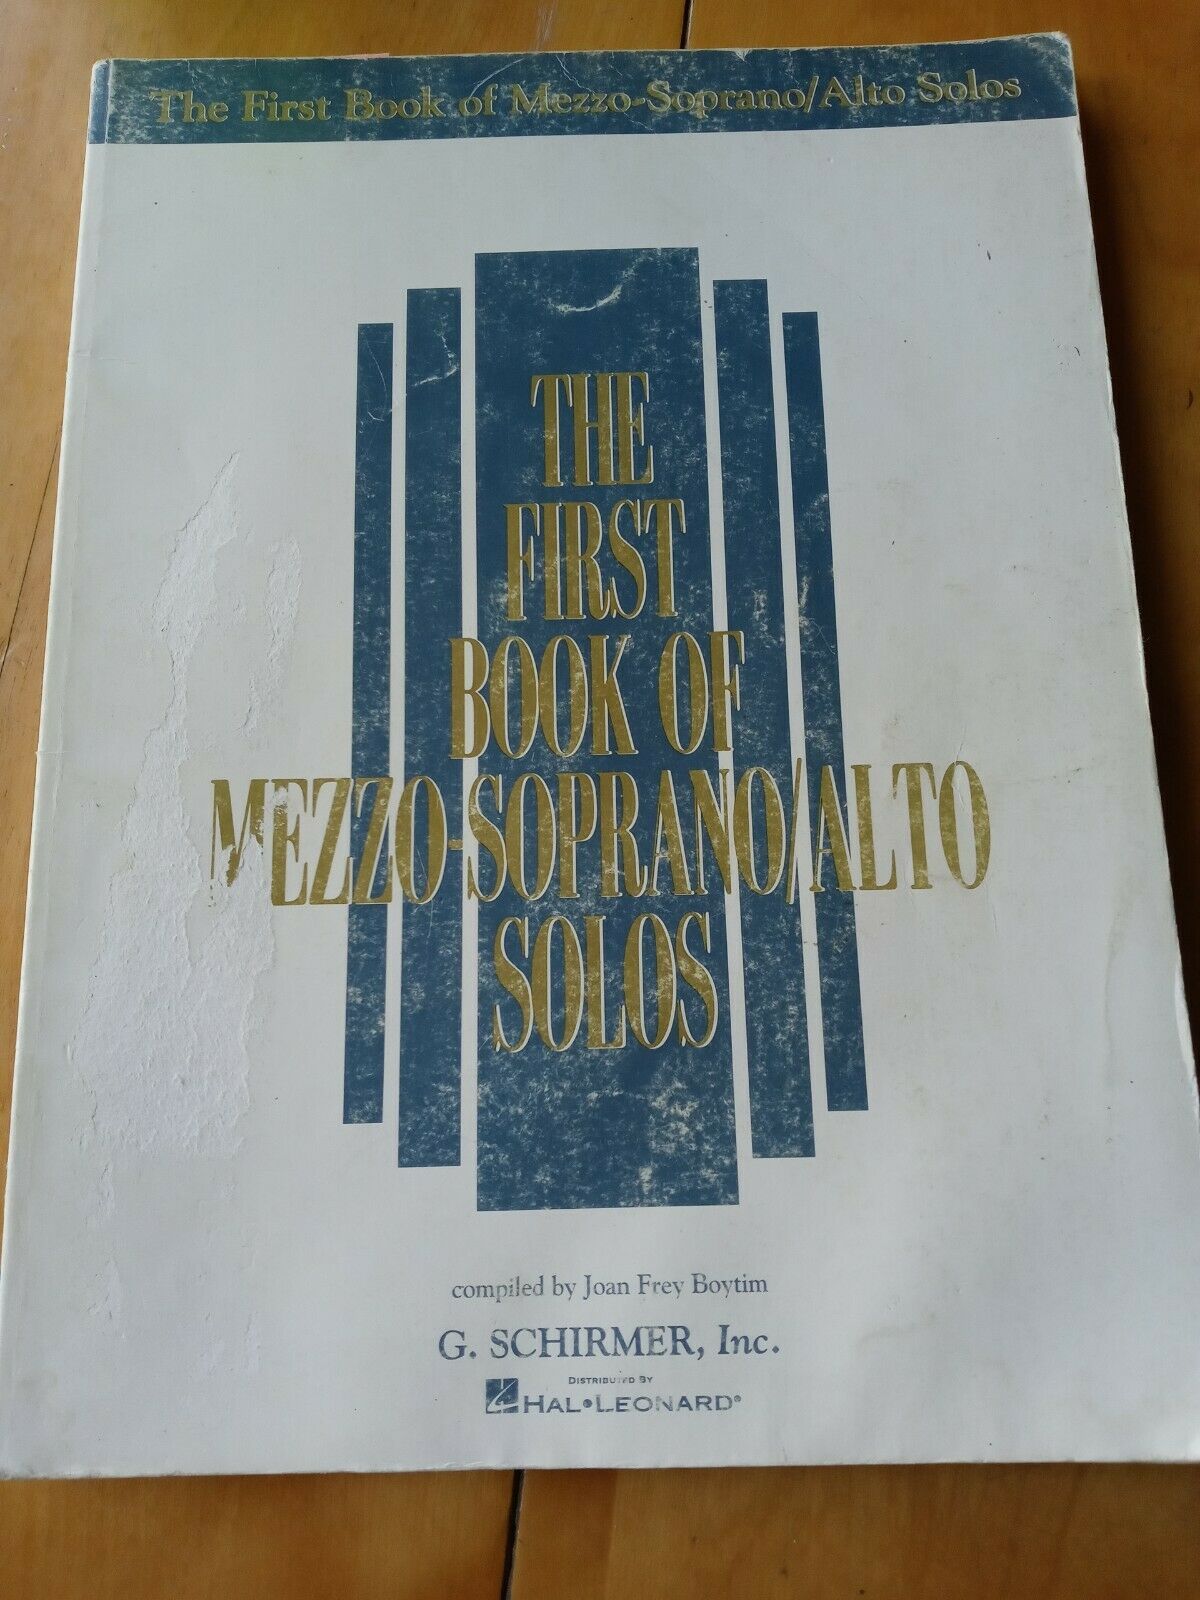 The First Book of Mezzo-Soprano/Alto Solos
THE
FIRST
BOOK OF
MEZZO-SOPRANO/ALTO
SOLOS
compiled by Joan Frey Boytim
G. SCHIRMER, Inc.
DISTRIBUTED BY
HAL•LEONARD®